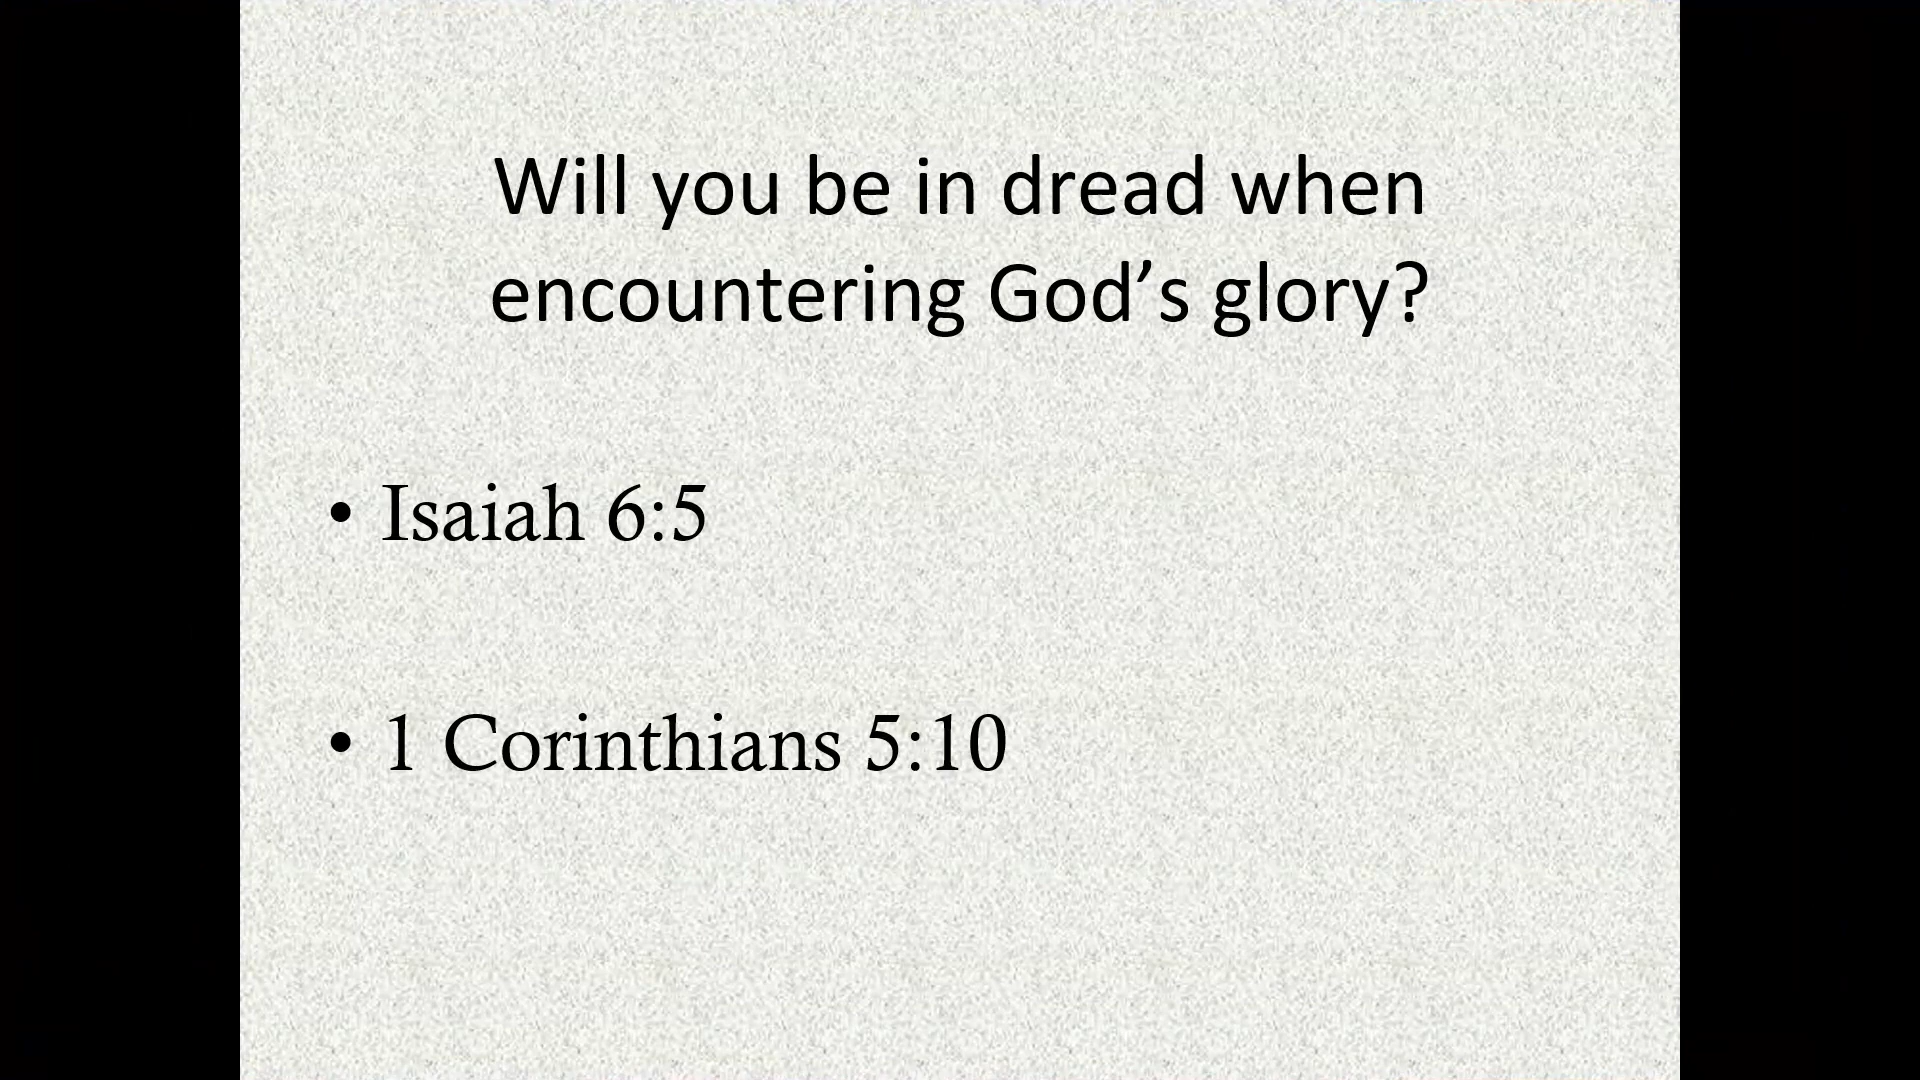 Will you be in dread when
encountering God’s glory?
• Isaiah 6:5
• 1 Corinthians 5:10